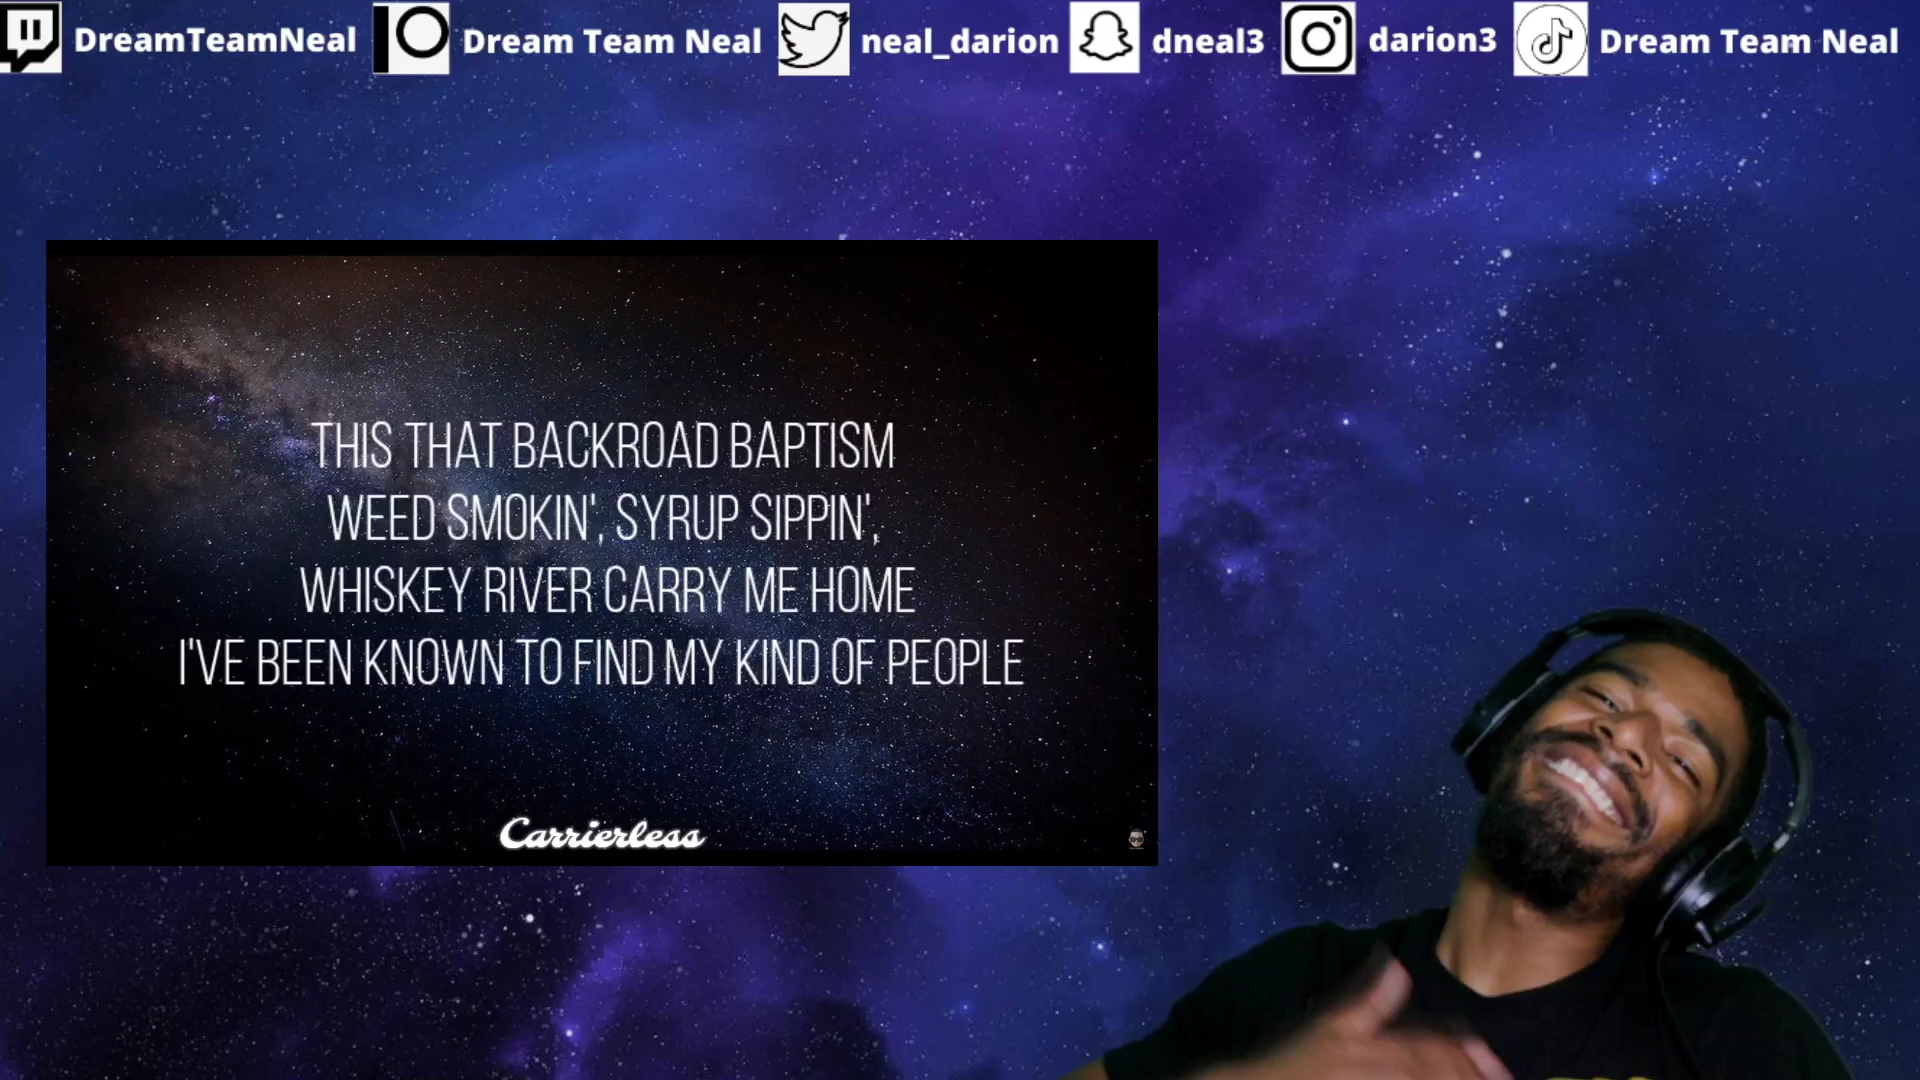 DreamTeamNeal Dream Team Neal neal_darion dneal3 darion3 Dream Team Neal
THIS THAT BACKROAD BAPTISM
WEED SMOKIN', SYRUP SIPPIN',
WHISKEY RIVER CARRY ME HOME
I'VE BEEN KNOWN TO FIND MY KIND OF PEOPLE
Carrierless